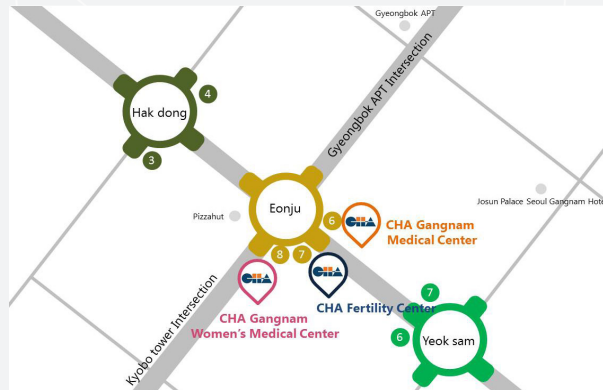 Gyeongbok APT
4
Hak dong
3
Gyeongbok APT Intersection
Josun Palace Seoul Gangnam Hote
Eonju
Pizzahut
6
CHA
CHA Gangnam
Medical Center
8
7
CHA
CHA
CHA Fertility Center
CHA Gangnam
Women's Medical Center
Kyobo tower Intersection
7
6
Yeok sam